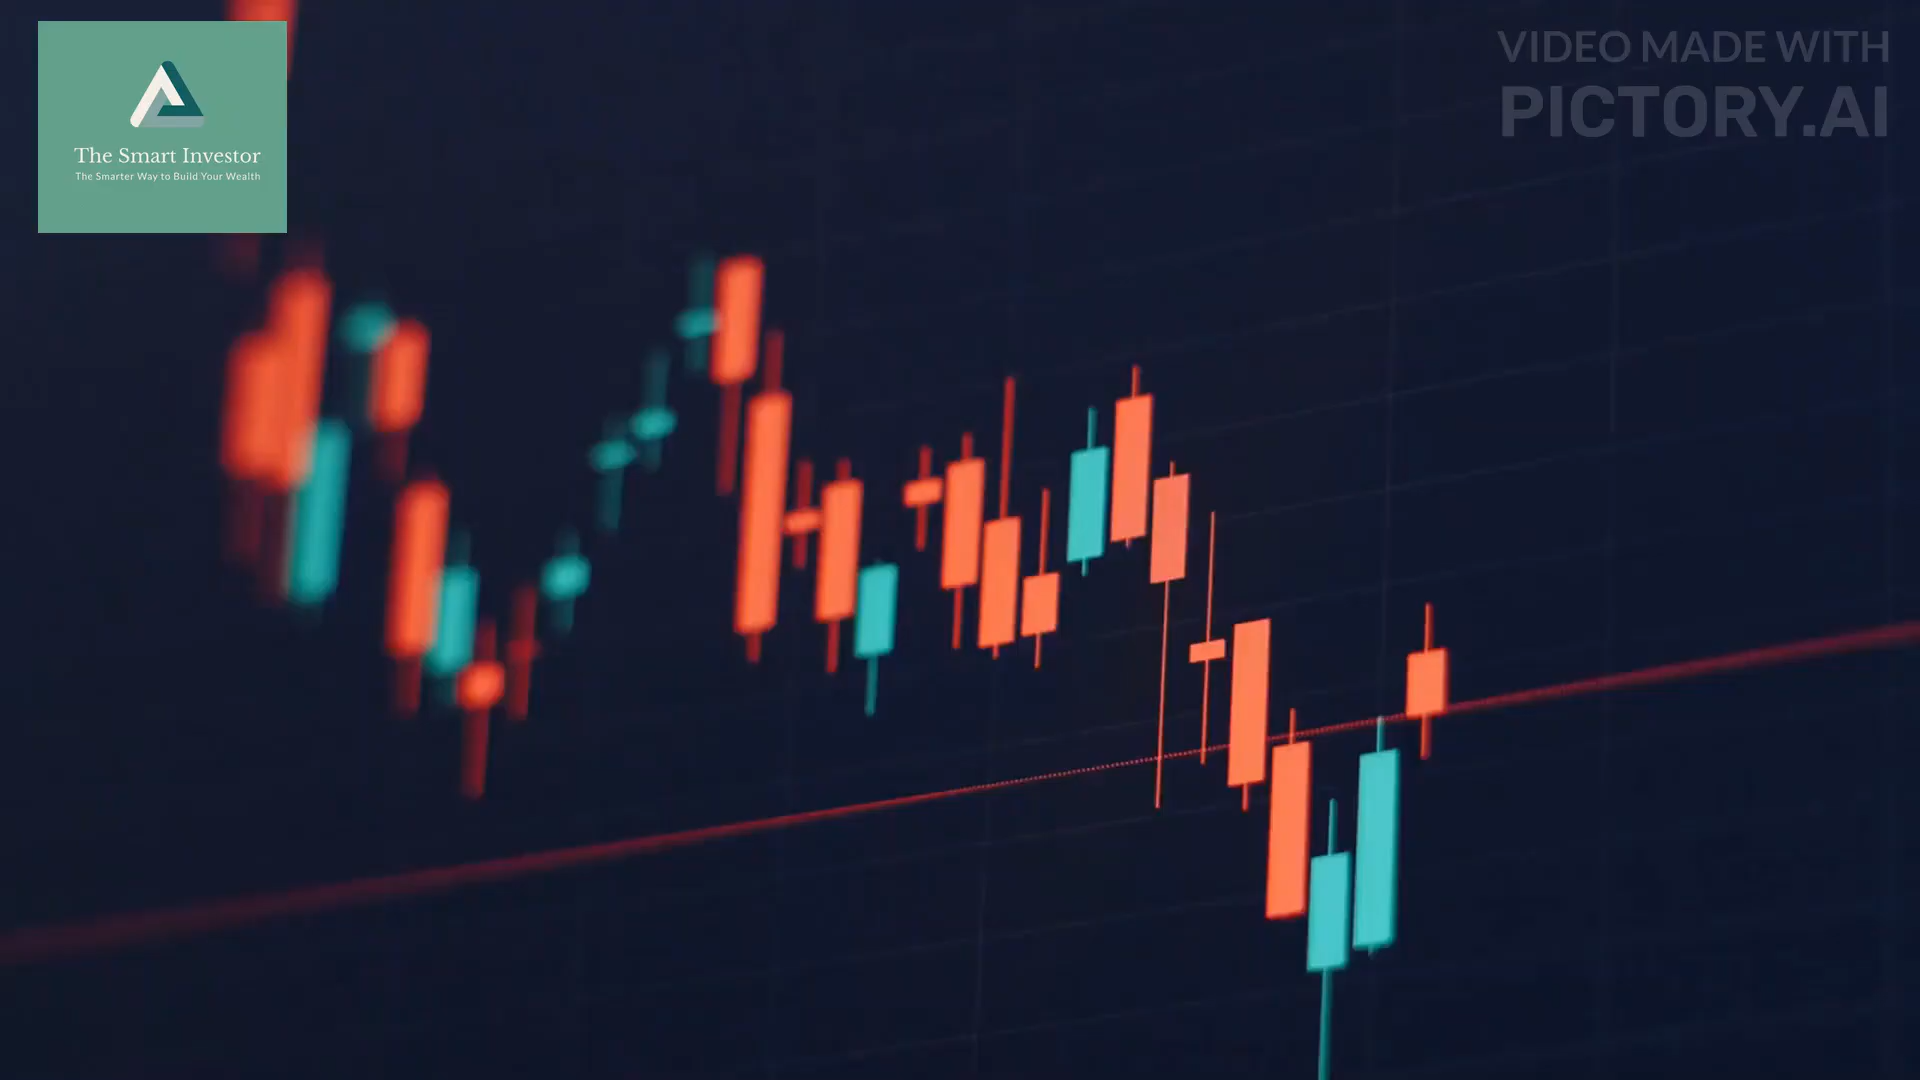 The Smart Investor
The Smarter Way to Build Your Wealth
VIDEO MADE WITH
PICTORY.AI